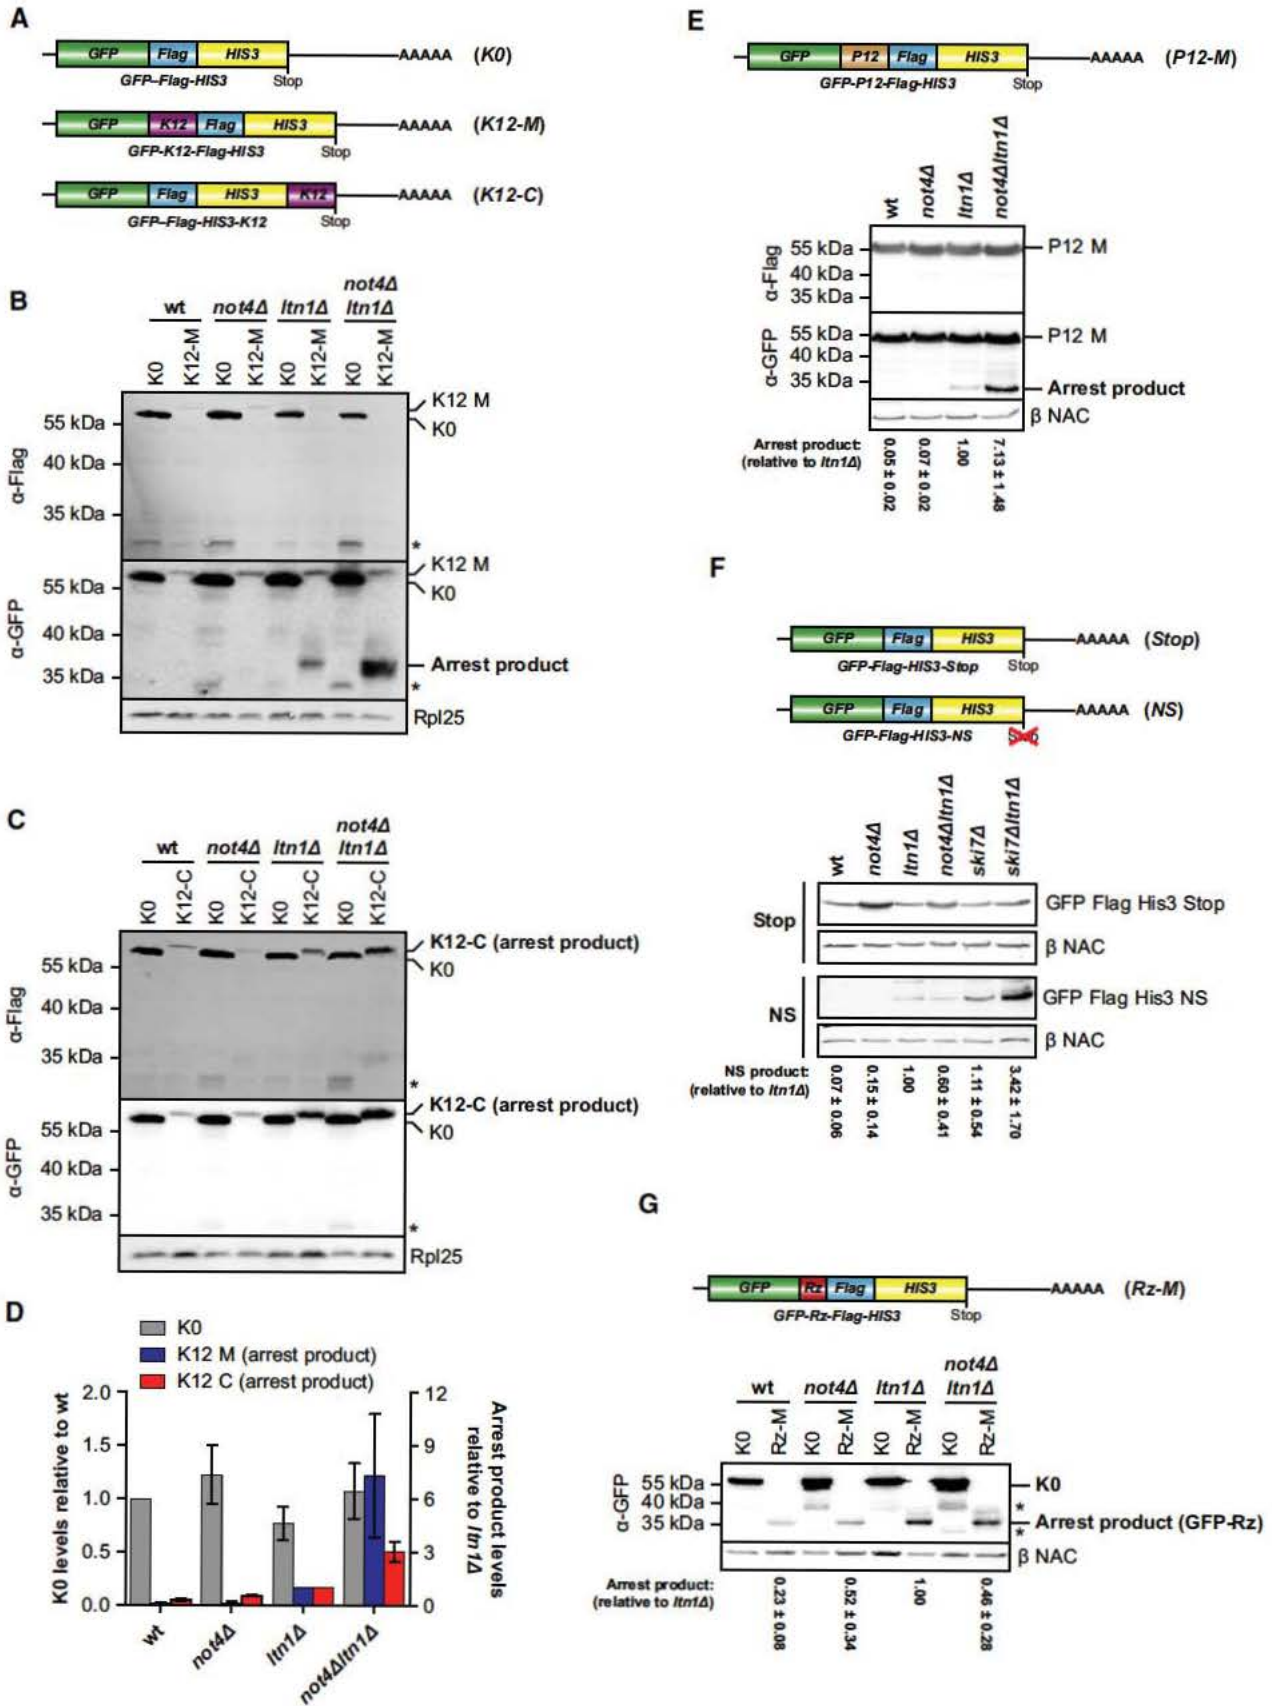 A
GFP Flag HIS3 AAAAA (K0)
GFP–Flag-HIS3 Stop
GFP K12 Flag HIS3 AAAAA (K12-M)
GFP-K12-Flag-HIS3 Stop
GFP Flag HIS3 K12 AAAAA (K12-C)
GFP–Flag-HIS3-K12 Stop
B
not4Δ
wt not4Δ ltn1Δ ltn1Δ
K0 K12-M K0 K12-M K0 K12-M K0 K12-M
α-Flag
K12 M
55 kDa K0
40 kDa
35 kDa
*
α-GFP
K12 M
55 kDa K0
40 kDa
Arrest product
35 kDa *
Rpl25
C
not4Δ
wt not4Δ ltn1Δ ltn1Δ
K0 K12-C K0 K12-C K0 K12-C K0 K12-C
α-Flag
K12-C (arrest product)
55 kDa K0
40 kDa
35 kDa
*
α-GFP
K12-C (arrest product)
55 kDa K0
40 kDa
35 kDa
*
Rpl25
D
K0
K12 M (arrest product)
K12 C (arrest product)
K0 levels relative to wt
2.0
1.5
1.0
0.5
0.0
12
9
6
3
0
Arrest product levels
relative to ltn1Δ
wt not4Δ ltn1Δ not4Δltn1Δ
E
GFP P12 Flag HIS3 AAAAA (P12-M)
GFP-P12-Flag-HIS3 Stop
wt not4Δ ltn1Δ not4Δltn1Δ
α-Flag
55 kDa P12 M
40 kDa
35 kDa
α-GFP
55 kDa P12 M
40 kDa
35 kDa
Arrest product
β NAC
Arrest product:
(relative to ltn1Δ)
0.05 ± 0.02
0.07 ± 0.02
1.00
7.13 ± 1.48
F
GFP Flag HIS3 AAAAA (Stop)
GFP-Flag-HIS3-Stop Stop
GFP Flag HIS3 AAAAA (NS)
GFP-Flag-HIS3-NS Stop
wt not4Δ ltn1Δ not4Δltn1Δ ski7Δ ski7Δltn1Δ
Stop
GFP Flag His3 Stop
β NAC
NS
GFP Flag His3 NS
β NAC
NS product:
(relative to ltn1Δ)
0.07 ± 0.06
0.15 ± 0.14
1.00
0.60 ± 0.41
1.11 ± 0.54
3.42 ± 1.70
G
GFP Rz Flag HIS3 AAAAA (Rz-M)
GFP-Rz-Flag-HIS3 Stop
not4Δ
wt not4Δ ltn1Δ ltn1Δ
K0 Rz-M K0 Rz-M K0 Rz-M K0 Rz-M
α-GFP
55 kDa K0
40 kDa *
35 kDa Arrest product (GFP-Rz)
*
β NAC
Arrest product:
(relative to ltn1Δ)
0.23 ± 0.08
0.52 ± 0.34
1.00
0.46 ± 0.28